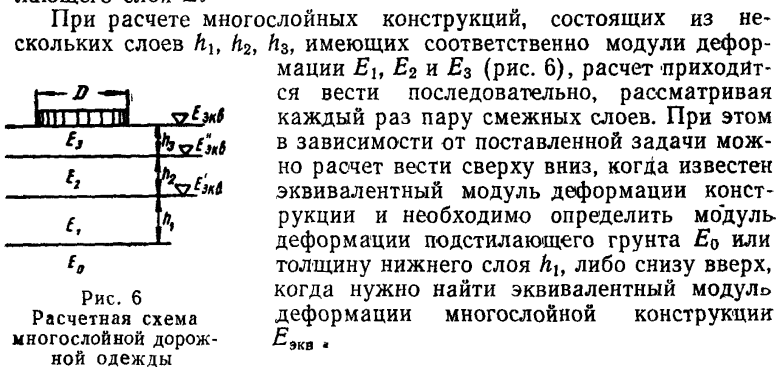 При расчете многослойных конструкций, состоящих из не-
скольких слоев h₁, h₂, h₃, имеющих соответственно модули дефор-
мации E₁, E₂ и E₃ (рис. 6), расчет приходит-
ся вести последовательно, рассматривая
каждый раз пару смежных слоев. При этом
в зависимости от поставленной задачи мож-
но расчет вести сверху вниз, когда известен
эквивалентный модуль деформации конст-
рукции и необходимо определить модуль
деформации подстилающего грунта E₀ или
толщину нижнего слоя h₁, либо снизу вверх,
когда нужно найти эквивалентный модуль
деформации многослойной конструкции
Eэкв .
D
Eэкв
E₃
h₃
E″экв
E₂
h₂
E′экв
E₁
h₁
E₀
Рис. 6
Расчетная схема
многослойной дорож-
ной одежды